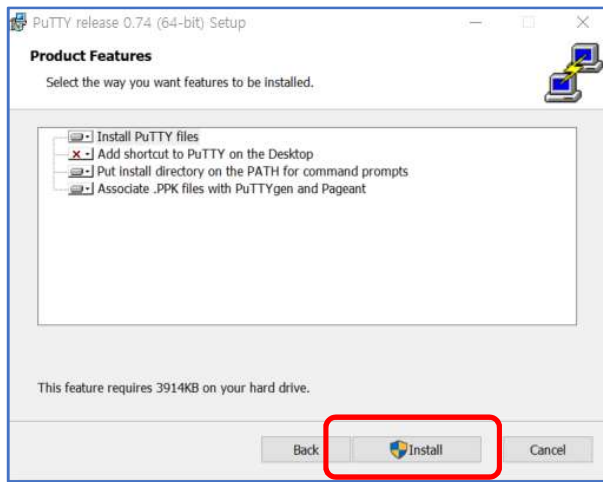 PuTTY release 0.74 (64-bit) Setup
Product Features
Select the way you want features to be installed.
Install PuTTY files
Add shortcut to PuTTY on the Desktop
Put install directory on the PATH for command prompts
Associate .PPK files with PuTTYgen and Pageant
This feature requires 3914KB on your hard drive.
Back Install Cancel